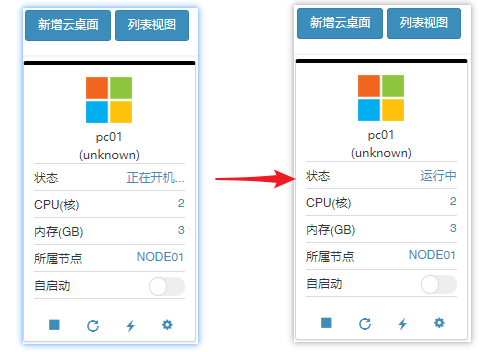 新增云桌面 列表视图
pc01
(unknown)
状态 正在开机...
CPU(核) 2
内存(GB) 3
所属节点 NODE01
自启动
新增云桌面 列表视图
pc01
(unknown)
状态 运行中
CPU(核) 2
内存(GB) 3
所属节点 NODE01
自启动